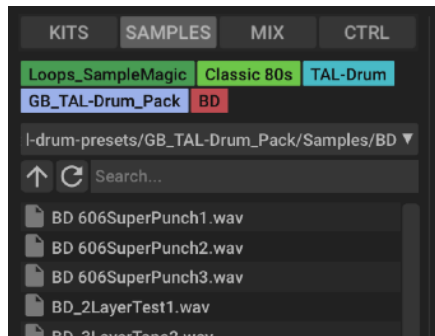 KITS SAMPLES MIX CTRL
Loops_SampleMagic Classic 80s TAL-Drum
GB_TAL-Drum_Pack BD
l-drum-presets/GB_TAL-Drum_Pack/Samples/BD ▼
Search...
BD 606SuperPunch1.wav
BD 606SuperPunch2.wav
BD 606SuperPunch3.wav
BD_2LayerTest1.wav